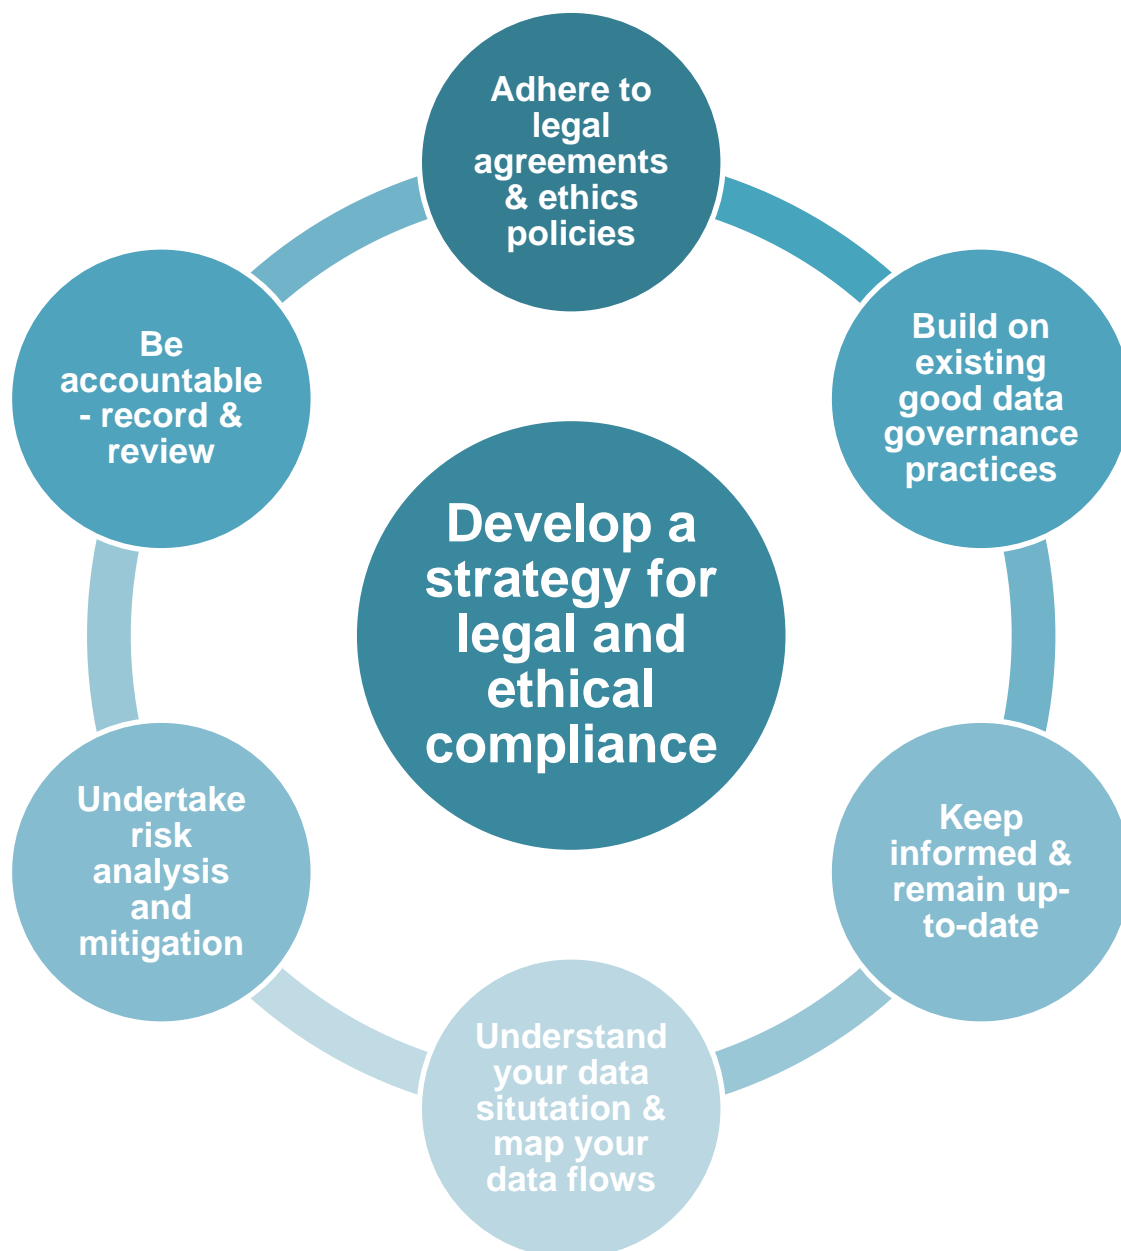 Adhere to
legal
agreements
& ethics
policies
Build on
existing
good data
governance
practices
Keep
informed &
remain up-
to-date
Understand
your data
situtation &
map your
data flows
Undertake
risk
analysis
and
mitigation
Be
accountable
- record &
review
Develop a
strategy for
legal and
ethical
compliance